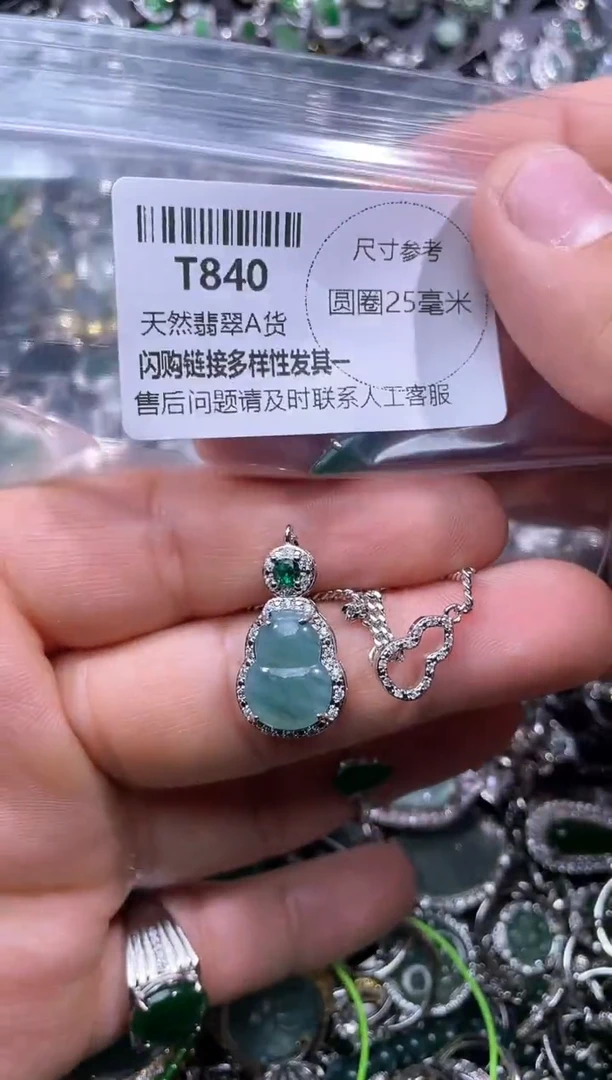 T840
天然翡翠A货
闪购链接多样性发其一
售后问题请及时联系人工客服
尺寸参考
圆圈25毫米